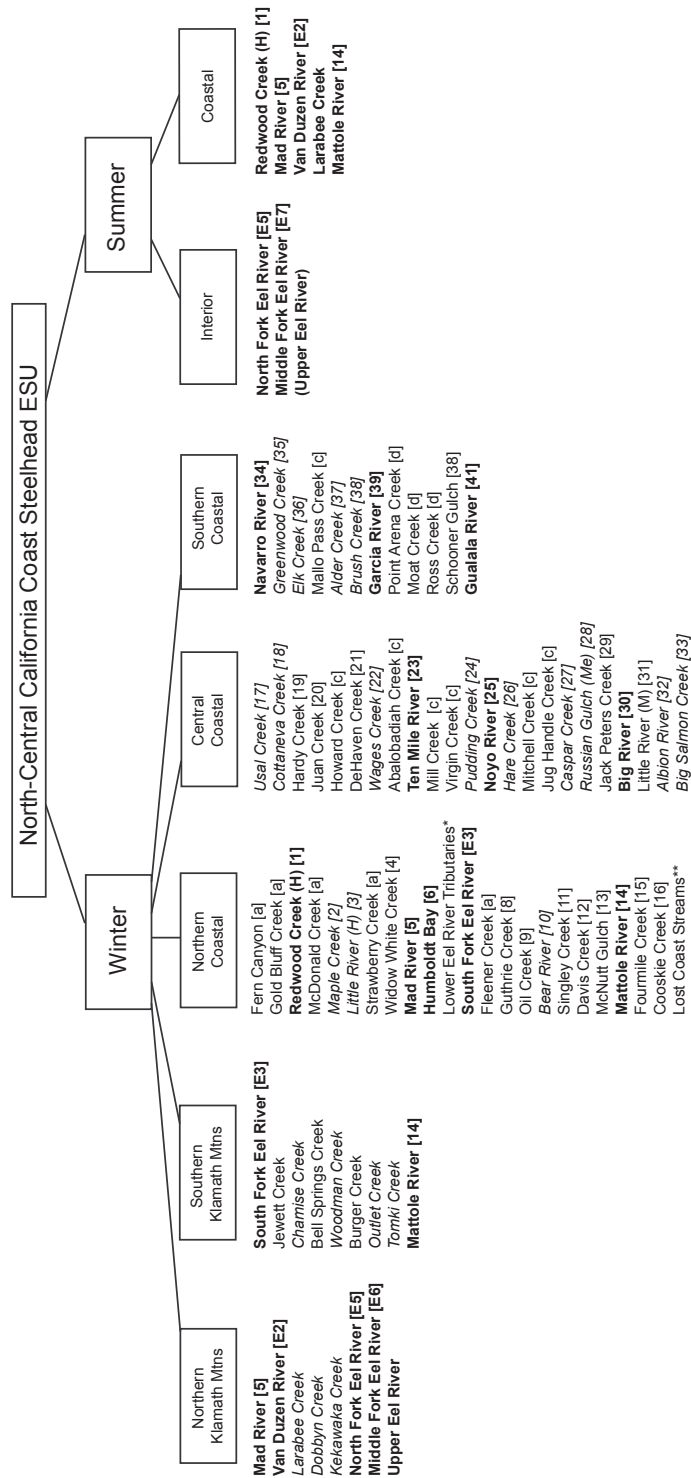 North-Central California Coast Steelhead ESU
Winter
Northern
Klamath Mtns
Mad River [5]
Van Duzen River [E2]
Larabee Creek
Dobbyn Creek
Kekawaka Creek
North Fork Eel River [E5]
Middle Fork Eel River [E6]
Upper Eel River
Southern
Klamath Mtns
South Fork Eel River [E3]
Jewett Creek
Chamise Creek
Bell Springs Creek
Woodman Creek
Burger Creek
Outlet Creek
Tomki Creek
Mattole River [14]
Northern
Coastal
Fern Canyon [a]
Gold Bluff Creek [a]
Redwood Creek (H) [1]
McDonald Creek [a]
Maple Creek [2]
Little River (H) [3]
Strawberry Creek [a]
Widow White Creek [4]
Mad River [5]
Humboldt Bay [6]
Lower Eel River Tributaries*
South Fork Eel River [E3]
Fleener Creek [a]
Guthrie Creek [8]
Oil Creek [9]
Bear River [10]
Singley Creek [11]
Davis Creek [12]
McNutt Gulch [13]
Mattole River [14]
Fourmile Creek [15]
Cooskie Creek [16]
Lost Coast Streams**
Central
Coastal
Usal Creek [17]
Cottaneva Creek [18]
Hardy Creek [19]
Juan Creek [20]
Howard Creek [c]
DeHaven Creek [21]
Wages Creek [22]
Abalobadiah Creek [c]
Ten Mile River [23]
Mill Creek [c]
Virgin Creek [c]
Pudding Creek [24]
Noyo River [25]
Hare Creek [26]
Mitchell Creek [c]
Jug Handle Creek [c]
Caspar Creek [27]
Russian Gulch (Me) [28]
Jack Peters Creek [29]
Big River [30]
Little River (M) [31]
Albion River [32]
Big Salmon Creek [33]
Southern
Coastal
Navarro River [34]
Greenwood Creek [35]
Elk Creek [36]
Mallo Pass Creek [c]
Alder Creek [37]
Brush Creek [38]
Garcia River [39]
Point Arena Creek [d]
Moat Creek [d]
Ross Creek [d]
Schooner Gulch [38]
Gualala River [41]
Summer
Interior
North Fork Eel River [E5]
Middle Fork Eel River [E7]
(Upper Eel River)
Coastal
Redwood Creek (H) [1]
Mad River [5]
Van Duzen River [E2]
Larabee Creek
Mattole River [14]